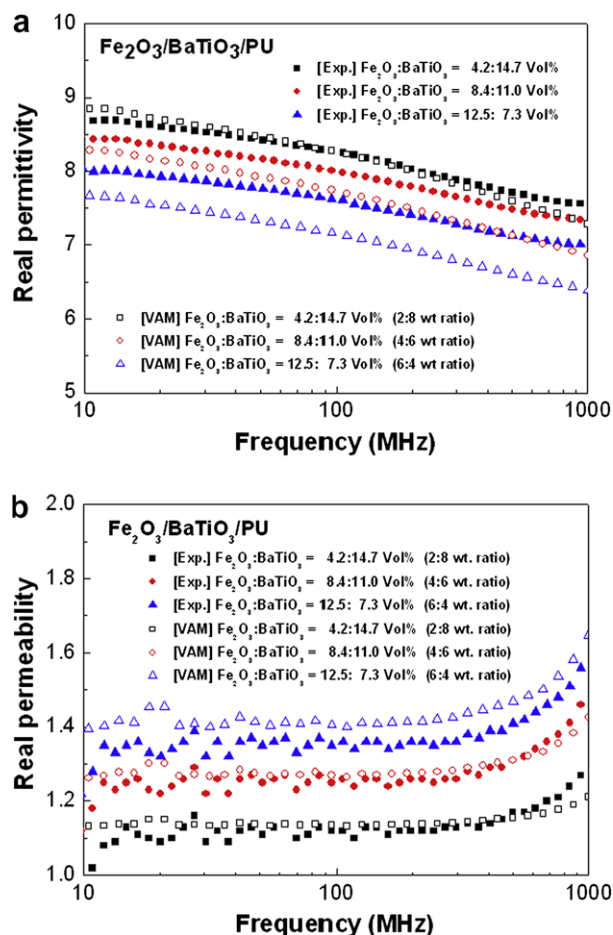 a
Fe₂O₃/BaTiO₃/PU
[Exp.] Fe₂O₃:BaTiO₃ = 4.2:14.7 Vol%
[Exp.] Fe₂O₃:BaTiO₃ = 8.4:11.0 Vol%
[Exp.] Fe₂O₃:BaTiO₃ = 12.5: 7.3 Vol%
10
9
8
7
6
5
Real permittivity
[VAM] Fe₂O₃:BaTiO₃ = 4.2:14.7 Vol% (2:8 wt ratio)
[VAM] Fe₂O₃:BaTiO₃ = 8.4:11.0 Vol% (4:6 wt ratio)
[VAM] Fe₂O₃:BaTiO₃ = 12.5: 7.3 Vol% (6:4 wt ratio)
10 100 1000
Frequency (MHz)
b
Fe₂O₃/BaTiO₃/PU
[Exp.] Fe₂O₃:BaTiO₃ = 4.2:14.7 Vol% (2:8 wt. ratio)
[Exp.] Fe₂O₃:BaTiO₃ = 8.4:11.0 Vol% (4:6 wt. ratio)
[Exp.] Fe₂O₃:BaTiO₃ = 12.5: 7.3 Vol% (6:4 wt. ratio)
[VAM] Fe₂O₃:BaTiO₃ = 4.2:14.7 Vol% (2:8 wt. ratio)
[VAM] Fe₂O₃:BaTiO₃ = 8.4:11.0 Vol% (4:6 wt. ratio)
[VAM] Fe₂O₃:BaTiO₃ = 12.5: 7.3 Vol% (6:4 wt. ratio)
2.0
1.8
1.6
1.4
1.2
1.0
Real permeability
10 100 1000
Frequency (MHz)